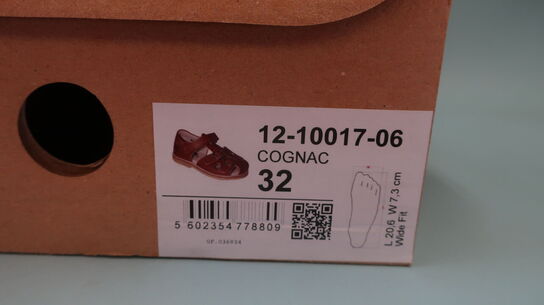 12-10017-06
COGNAC
32
5 602354 778809
L 20,6 W 7,3 cm
Wide Fit